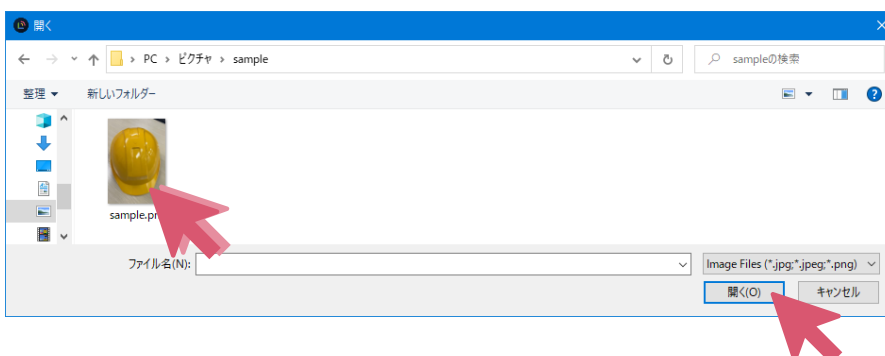 開く
PC › ピクチャ › sample
sampleの検索
整理
新しいフォルダー
sample.pr
ファイル名(N):
Image Files (*.jpg;*.jpeg;*.png)
開く(O)
キャンセル